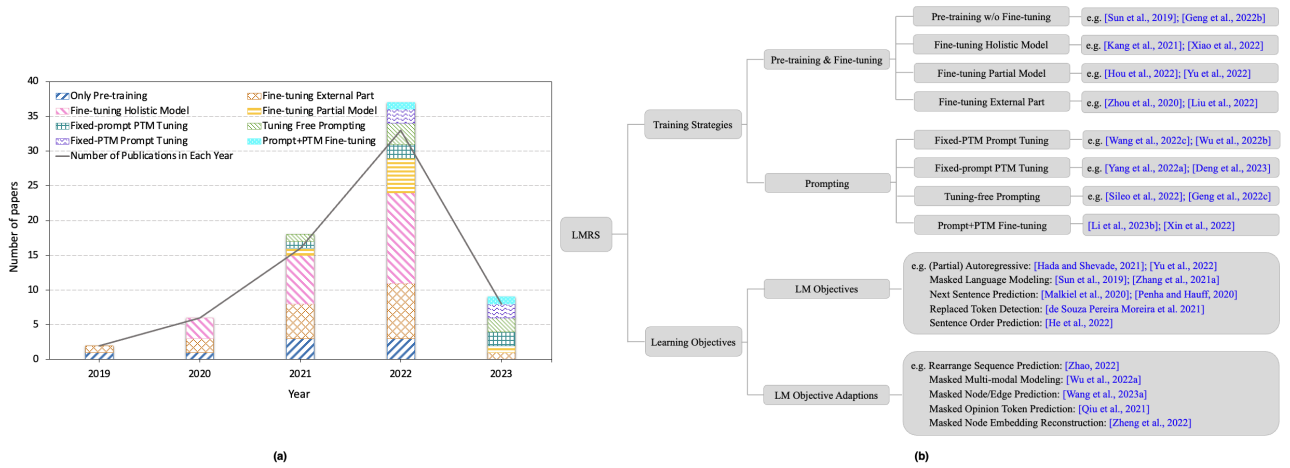 40
35
30
25
20
15
10
5
0
Number of papers
Only Pre-training
Fine-tuning External Part
Fine-tuning Holistic Model
Fine-tuning Partial Model
Fixed-prompt PTM Tuning
Tuning Free Prompting
Fixed-PTM Prompt Tuning
Prompt+PTM Fine-tuning
Number of Publications in Each Year
2019
2020
2021
2022
2023
Year
(a)
LMRS
Training Strategies
Pre-training & Fine-tuning
Pre-training w/o Fine-tuning
e.g. [Sun et al., 2019]; [Geng et al., 2022b]
Fine-tuning Holistic Model
e.g. [Kang et al., 2021]; [Xiao et al., 2022]
Fine-tuning Partial Model
e.g. [Hou et al., 2022]; [Yu et al., 2022]
Fine-tuning External Part
e.g. [Zhou et al., 2020]; [Liu et al., 2022]
Prompting
Fixed-PTM Prompt Tuning
e.g. [Wang et al., 2022c]; [Wu et al., 2022b]
Fixed-prompt PTM Tuning
e.g. [Yang et al., 2022a]; [Deng et al., 2023]
Tuning-free Prompting
e.g. [Sileo et al., 2022]; [Geng et al., 2022c]
Prompt+PTM Fine-tuning
[Li et al., 2023b]; [Xin et al., 2022]
Learning Objectives
LM Objectives
e.g. (Partial) Autoregressive: [Hada and Shevade, 2021]; [Yu et al., 2022]
Masked Language Modeling: [Sun et al., 2019]; [Zhang et al., 2021a]
Next Sentence Prediction: [Malkiel et al., 2020]; [Penha and Hauff, 2020]
Replaced Token Detection: [de Souza Pereira Moreira et al. 2021]
Sentence Order Prediction: [He et al., 2022]
LM Objective Adaptions
e.g. Rearrange Sequence Prediction: [Zhao, 2022]
Masked Multi-modal Modeling: [Wu et al., 2022a]
Masked Node/Edge Prediction: [Wang et al., 2023a]
Masked Opinion Token Prediction: [Qiu et al., 2021]
Masked Node Embedding Reconstruction: [Zheng et al., 2022]
(b)